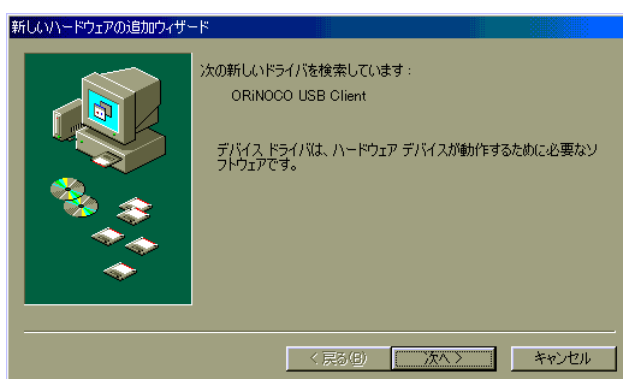 新しいハードウェアの追加ウィザード
次の新しいドライバを検索しています:
ORiNOCO USB Client
デバイス ドライバは、ハードウェア デバイスが動作するために必要なソ
フトウェアです。
< 戻る(B)
次へ >
キャンセル